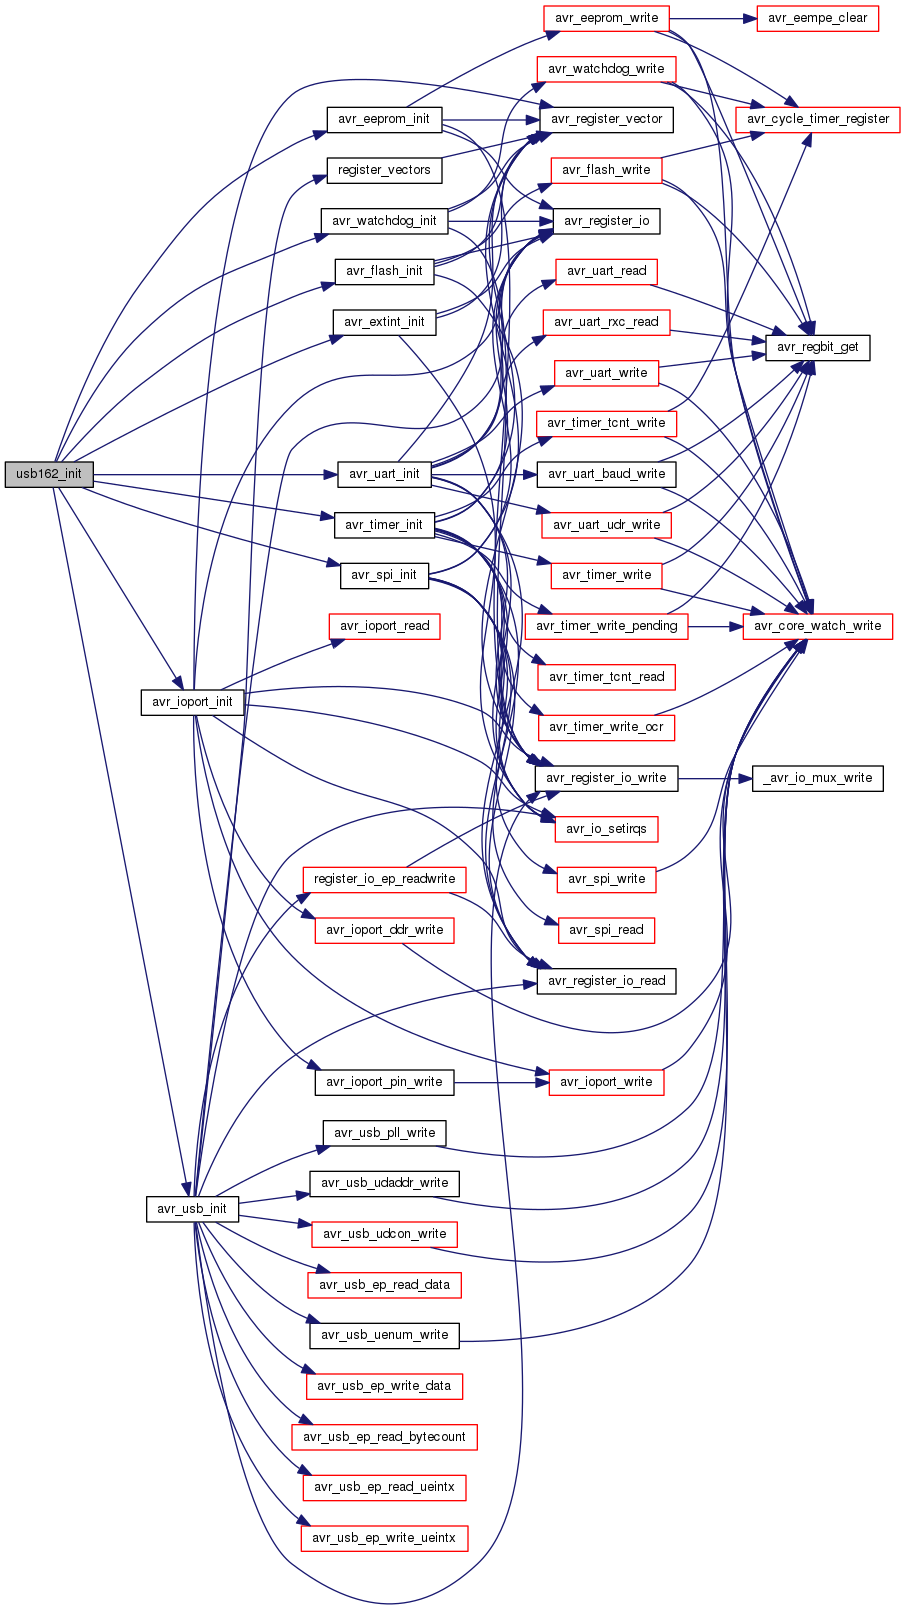 avr_eeprom_write
avr_eempe_clear
avr_watchdog_write
avr_eeprom_init
avr_register_vector
avr_cycle_timer_register
register_vectors
avr_flash_write
avr_watchdog_init
avr_register_io
avr_flash_init
avr_uart_read
avr_extint_init
avr_uart_rxc_read
avr_regbit_get
avr_uart_write
avr_timer_tcnt_write
usb162_init
avr_uart_init
avr_uart_baud_write
avr_timer_init
avr_uart_udr_write
avr_spi_init
avr_timer_write
avr_ioport_read
avr_timer_write_pending
avr_core_watch_write
avr_timer_tcnt_read
avr_ioport_init
avr_timer_write_ocr
avr_register_io_write
_avr_io_mux_write
avr_io_setirqs
register_io_ep_readwrite
avr_spi_write
avr_ioport_ddr_write
avr_spi_read
avr_register_io_read
avr_ioport_pin_write
avr_ioport_write
avr_usb_pll_write
avr_usb_udaddr_write
avr_usb_init
avr_usb_udcon_write
avr_usb_ep_read_data
avr_usb_uenum_write
avr_usb_ep_write_data
avr_usb_ep_read_bytecount
avr_usb_ep_read_ueintx
avr_usb_ep_write_ueintx